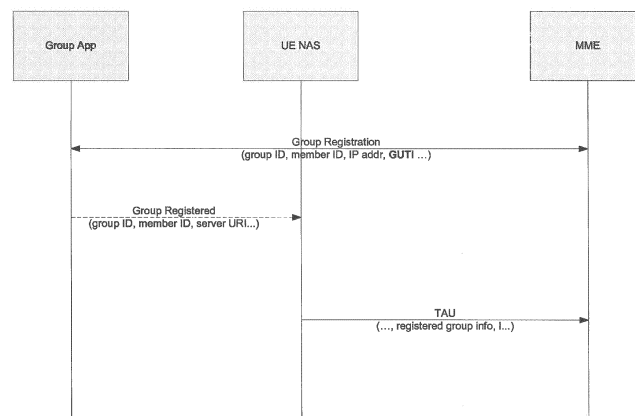 Group App
UE NAS
MME
Group Registration
(group ID, member ID, IP addr, GUTI ...)
Group Registered
(group ID, member ID, server URI...)
TAU
(..., registered group info, I...)